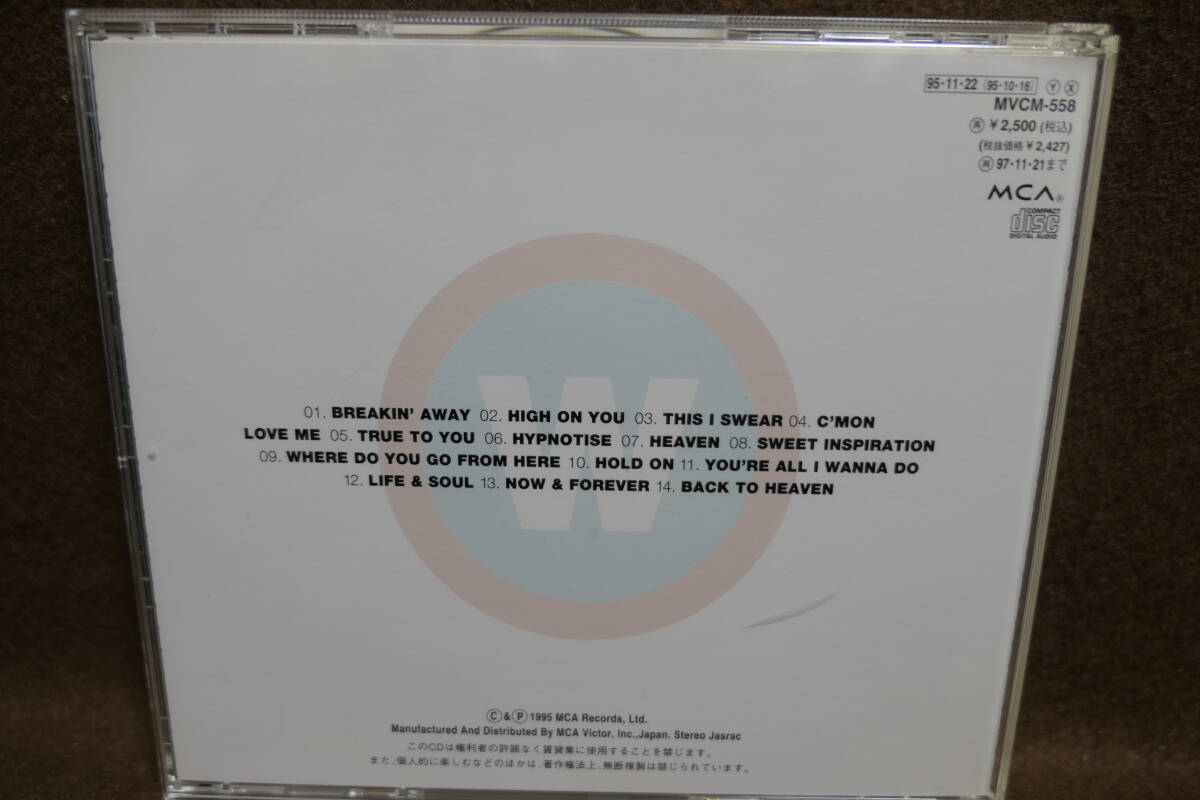 95・11・22 (95・10・16) Ⓨ Ⓧ
MVCM-558
㊢ ¥2,500 (税込)
(税抜価格¥2,427)
㊢ 97・11・21まで
MCA®
COMPACT
disc
DIGITAL AUDIO
W
01. BREAKIN' AWAY 02. HIGH ON YOU 03. THIS I SWEAR 04. C'MON
LOVE ME 05. TRUE TO YOU 06. HYPNOTISE 07. HEAVEN 08. SWEET INSPIRATION
09. WHERE DO YOU GO FROM HERE 10. HOLD ON 11. YOU'RE ALL I WANNA DO
12. LIFE & SOUL 13. NOW & FOREVER 14. BACK TO HEAVEN
Ⓒ&Ⓟ 1995 MCA Records, Ltd.
Manufactured And Distributed By MCA Victor, Inc.,Japan. Stereo Jasrac
このCDは権利者の許諾なく賃貸業に使用することを禁じます。
また、個人的に楽しむなどのほかは、著作権法上、無断複製は禁じられています。